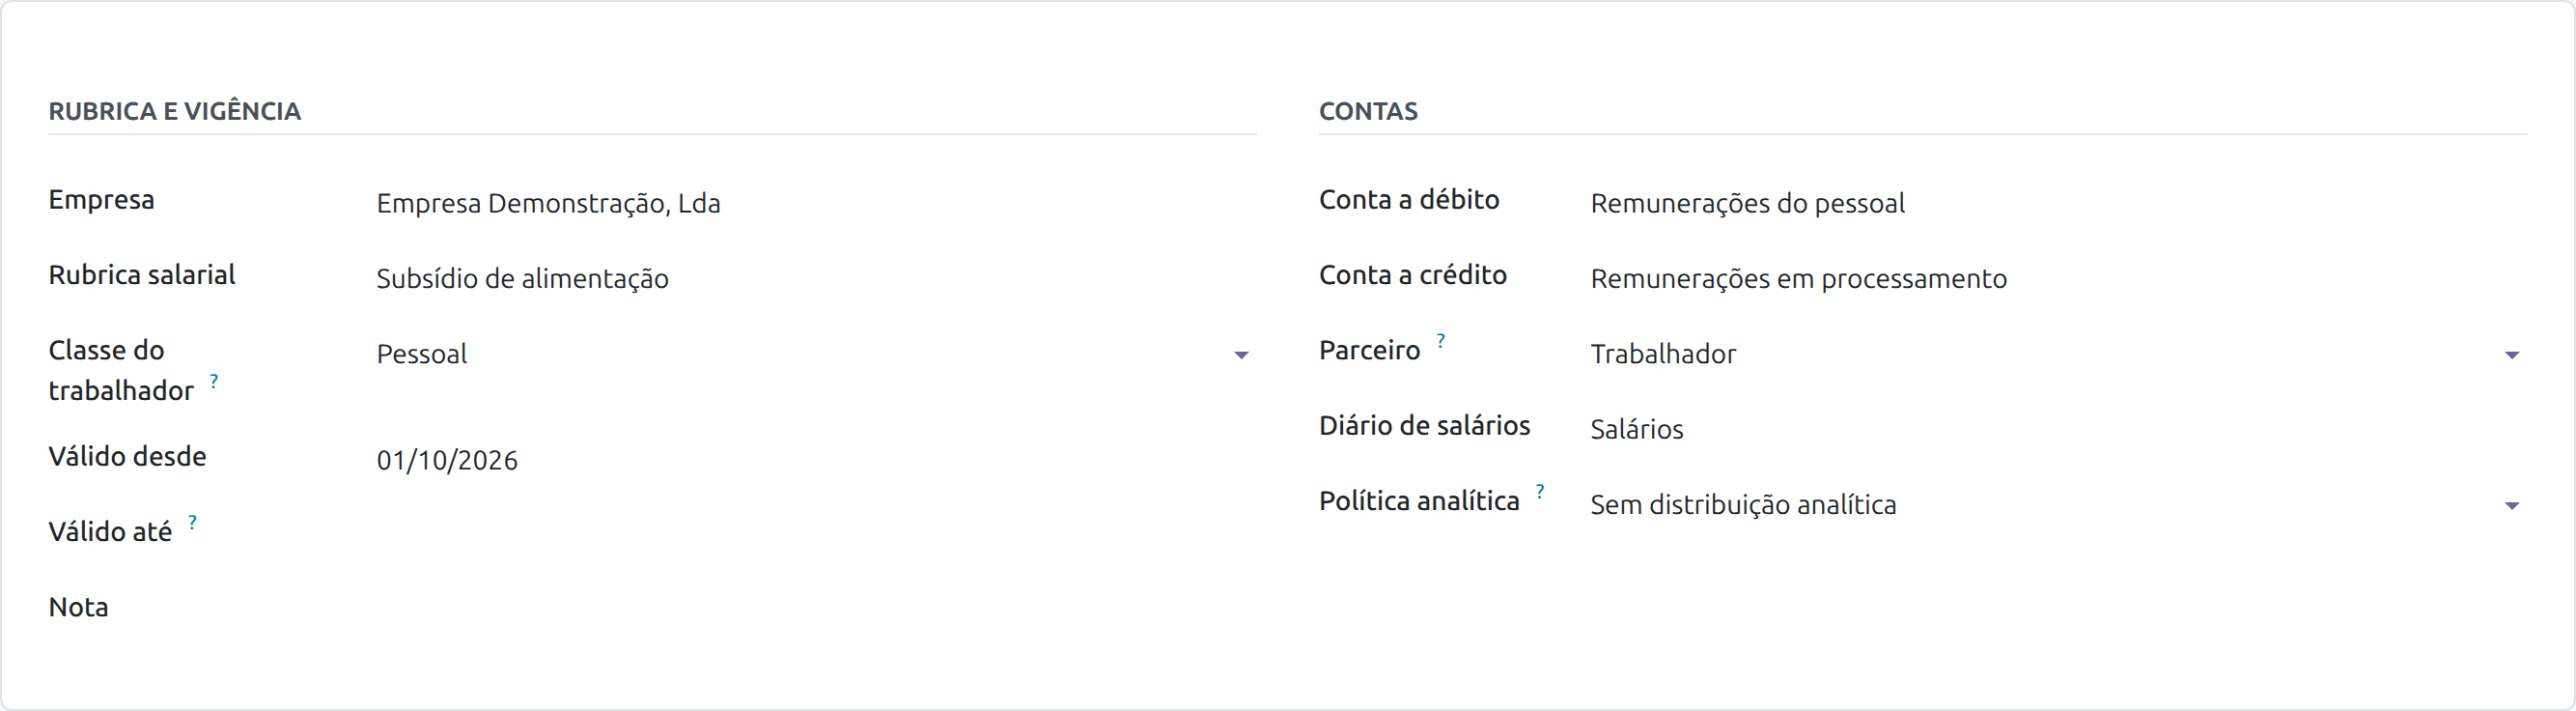 RUBRICA E VIGÊNCIA
Empresa Empresa Demonstração, Lda
Rubrica salarial Subsídio de alimentação
Classe do trabalhador ? Pessoal
Válido desde 01/10/2026
Válido até ?
Nota
CONTAS
Conta a débito Remunerações do pessoal
Conta a crédito Remunerações em processamento
Parceiro ? Trabalhador
Diário de salários Salários
Política analítica ? Sem distribuição analítica